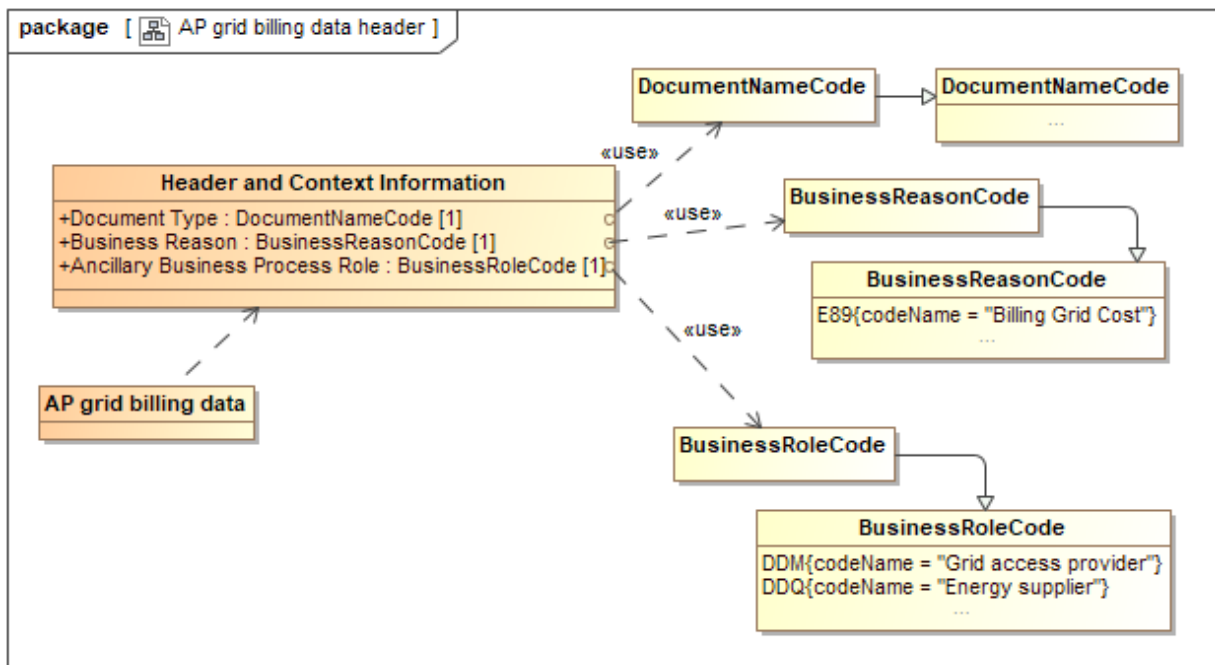 package [ AP grid billing data header ]
DocumentNameCode
DocumentNameCode
...
«use»
Header and Context Information
+Document Type : DocumentNameCode [1]
+Business Reason : BusinessReasonCode [1]
+Ancillary Business Process Role : BusinessRoleCode [1]
«use»
BusinessReasonCode
BusinessReasonCode
E89{codeName = "Billing Grid Cost"}
...
«use»
AP grid billing data
BusinessRoleCode
BusinessRoleCode
DDM{codeName = "Grid access provider"}
DDQ{codeName = "Energy supplier"}
...